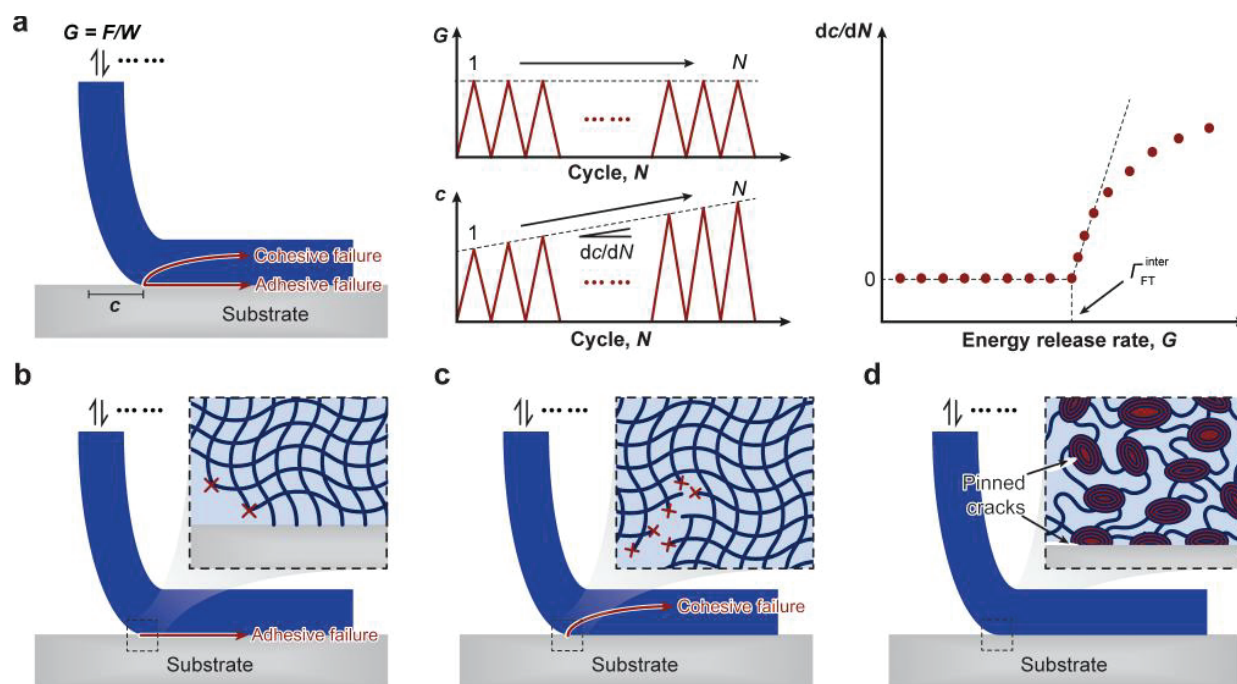 a
G = F/W
...... 
Cohesive failure
Adhesive failure
c
Substrate
G
1
N
......
Cycle, N
c
1
N
dc/dN
......
Cycle, N
dc/dN
0
Γ inter FT
Energy release rate, G
b
......
Adhesive failure
Substrate
c
......
Cohesive failure
Substrate
d
......
Pinned
cracks
Substrate